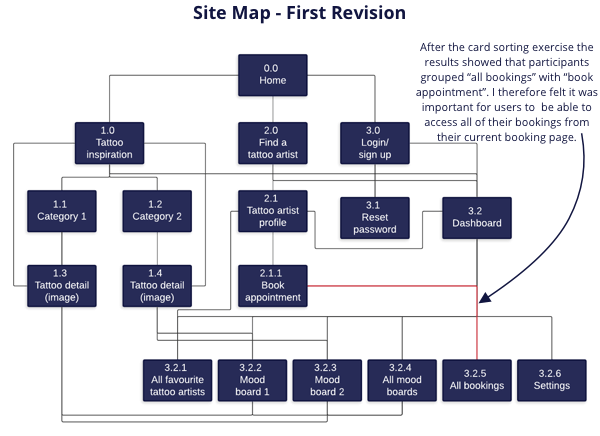 Site Map - First Revision
After the card sorting exercise the
results showed that participants
grouped “all bookings” with “book
appointment”. I therefore felt it was
important for users to be able to
access all of their bookings from
their current booking page.
0.0
Home
1.0
Tattoo
inspiration
2.0
Find a
tattoo artist
3.0
Login/
sign up
1.1
Category 1
1.2
Category 2
2.1
Tattoo artist
profile
3.1
Reset
password
3.2
Dashboard
1.3
Tattoo detail
(image)
1.4
Tattoo detail
(image)
2.1.1
Book
appointment
3.2.1
All favourite
tattoo artists
3.2.2
Mood
board 1
3.2.3
Mood
board 2
3.2.4
All mood
boards
3.2.5
All bookings
3.2.6
Settings